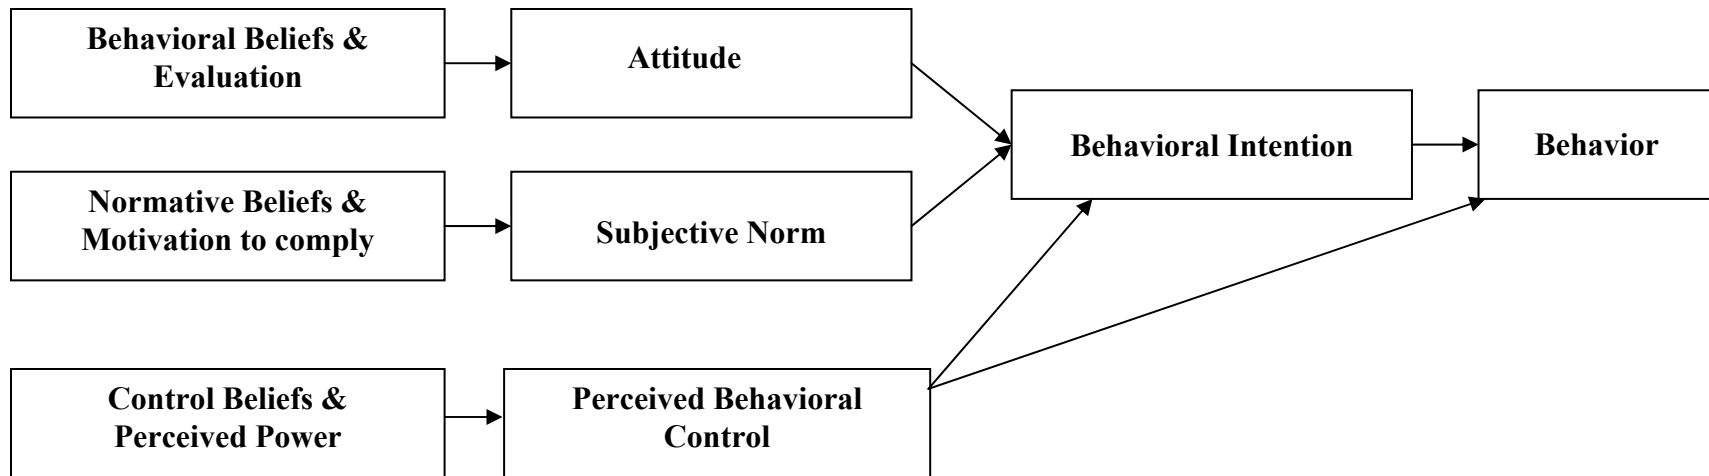 Behavioral Beliefs &
Evaluation
Attitude
Normative Beliefs &
Motivation to comply
Subjective Norm
Control Beliefs &
Perceived Power
Perceived Behavioral
Control
Behavioral Intention
Behavior